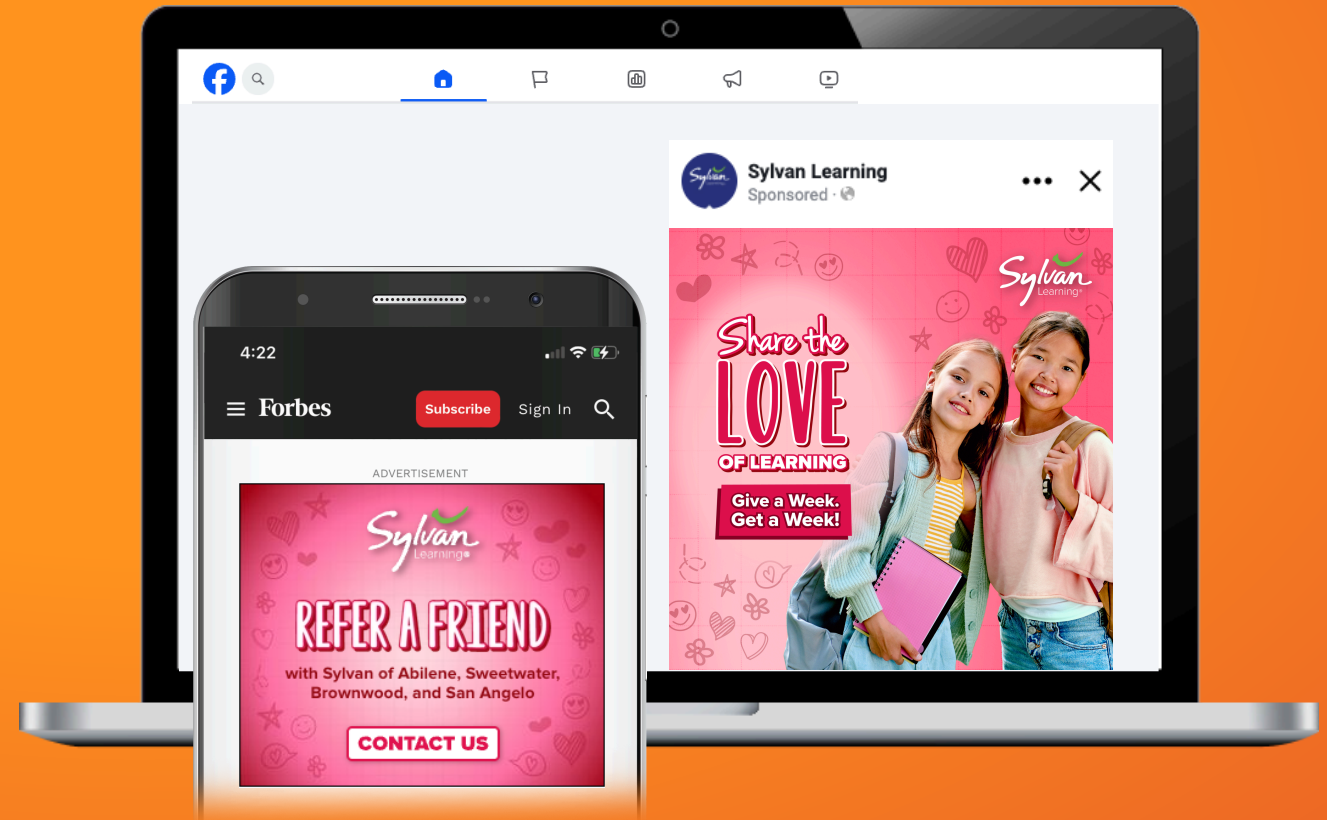 Sylvan
Sylvan Learning
Sponsored ·
Sylvan
Learning
Share the
LOVE
OF LEARNING
Give a Week.
Get a Week!
4:22
Forbes
Subscribe
Sign In
ADVERTISEMENT
Sylvan
Learning
REFER A FRIEND
with Sylvan of Abilene, Sweetwater,
Brownwood, and San Angelo
CONTACT US